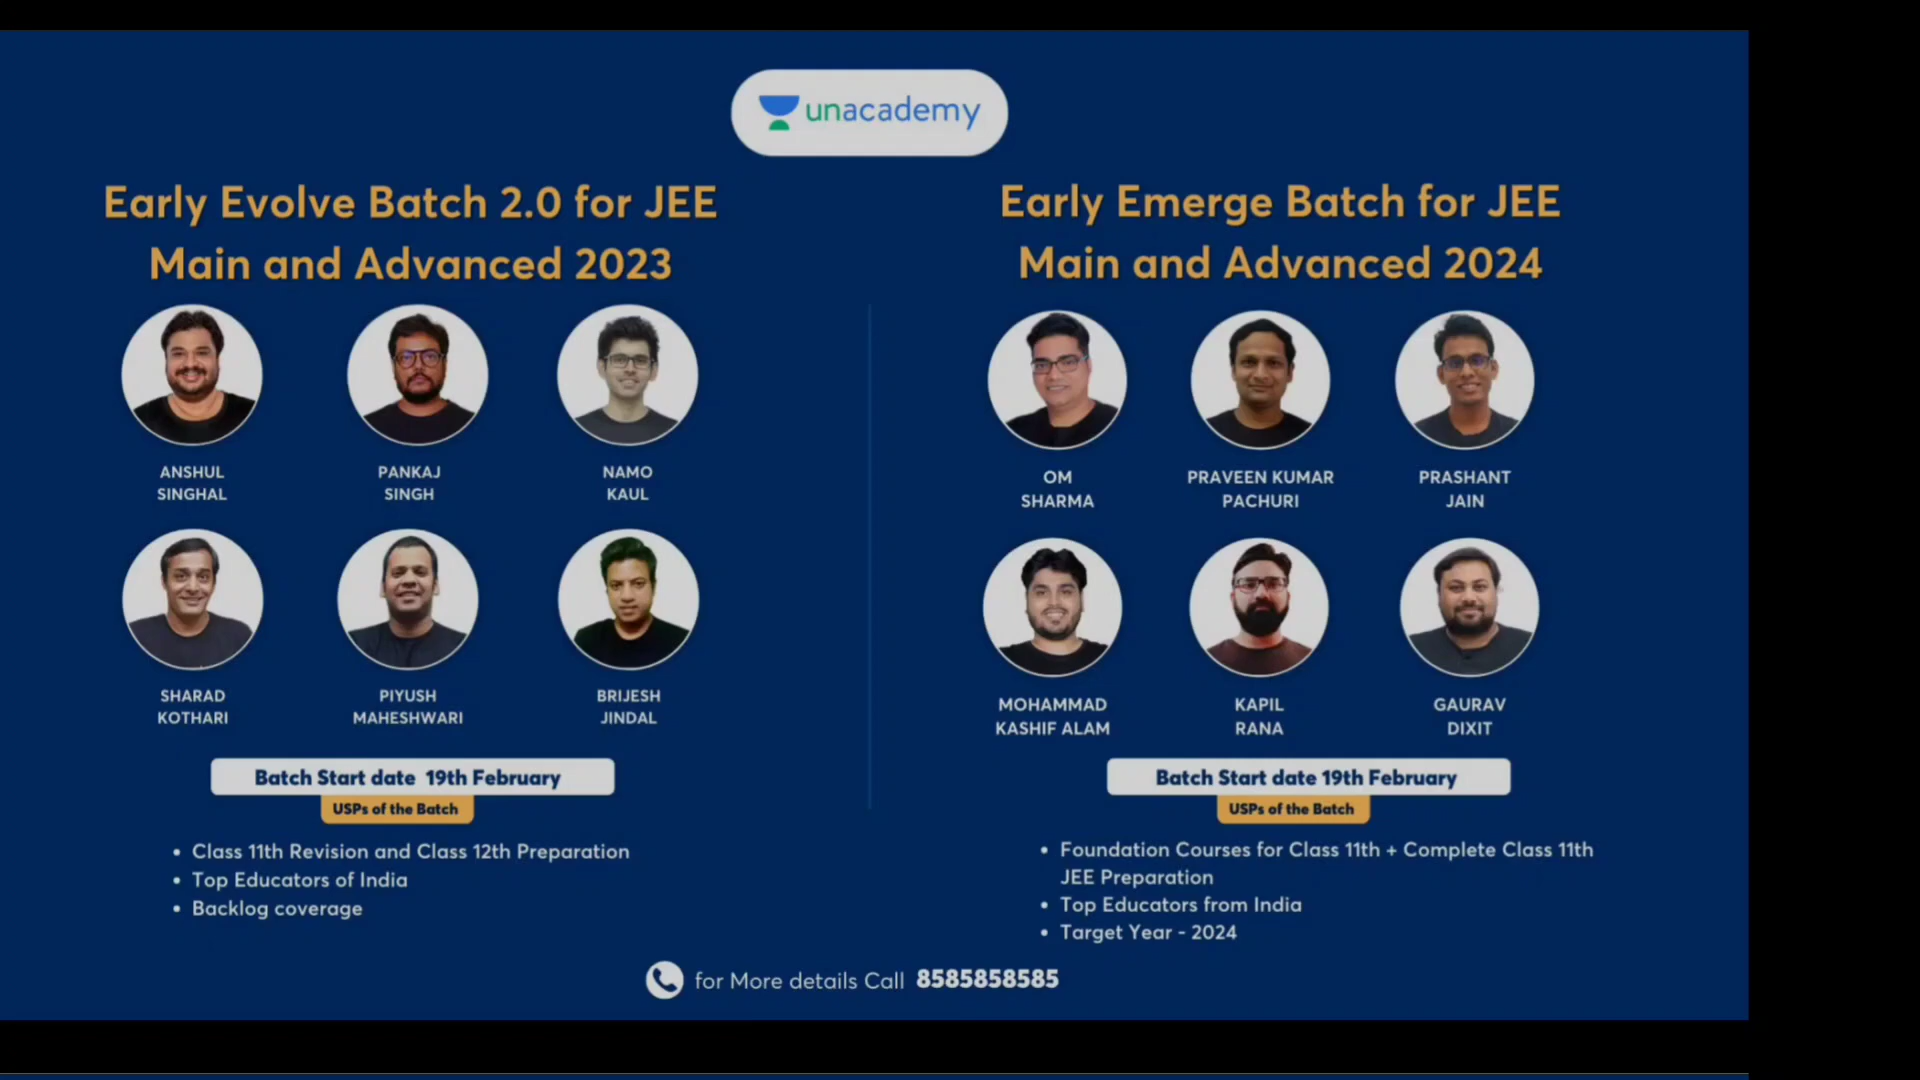 unacademy
Early Evolve Batch 2.0 for JEE
Main and Advanced 2023
ANSHUL
SINGHAL
PANKAJ
SINGH
NAMO
KAUL
SHARAD
KOTHARI
PIYUSH
MAHESHWARI
BRIJESH
JINDAL
Batch Start date 19th February
USPs of the Batch
• Class 11th Revision and Class 12th Preparation
• Top Educators of India
• Backlog coverage
Early Emerge Batch for JEE
Main and Advanced 2024
OM
SHARMA
PRAVEEN KUMAR
PACHURI
PRASHANT
JAIN
MOHAMMAD
KASHIF ALAM
KAPIL
RANA
GAURAV
DIXIT
Batch Start date 19th February
USPs of the Batch
• Foundation Courses for Class 11th + Complete Class 11th
JEE Preparation
• Top Educators from India
• Target Year - 2024
for More details Call 8585858585